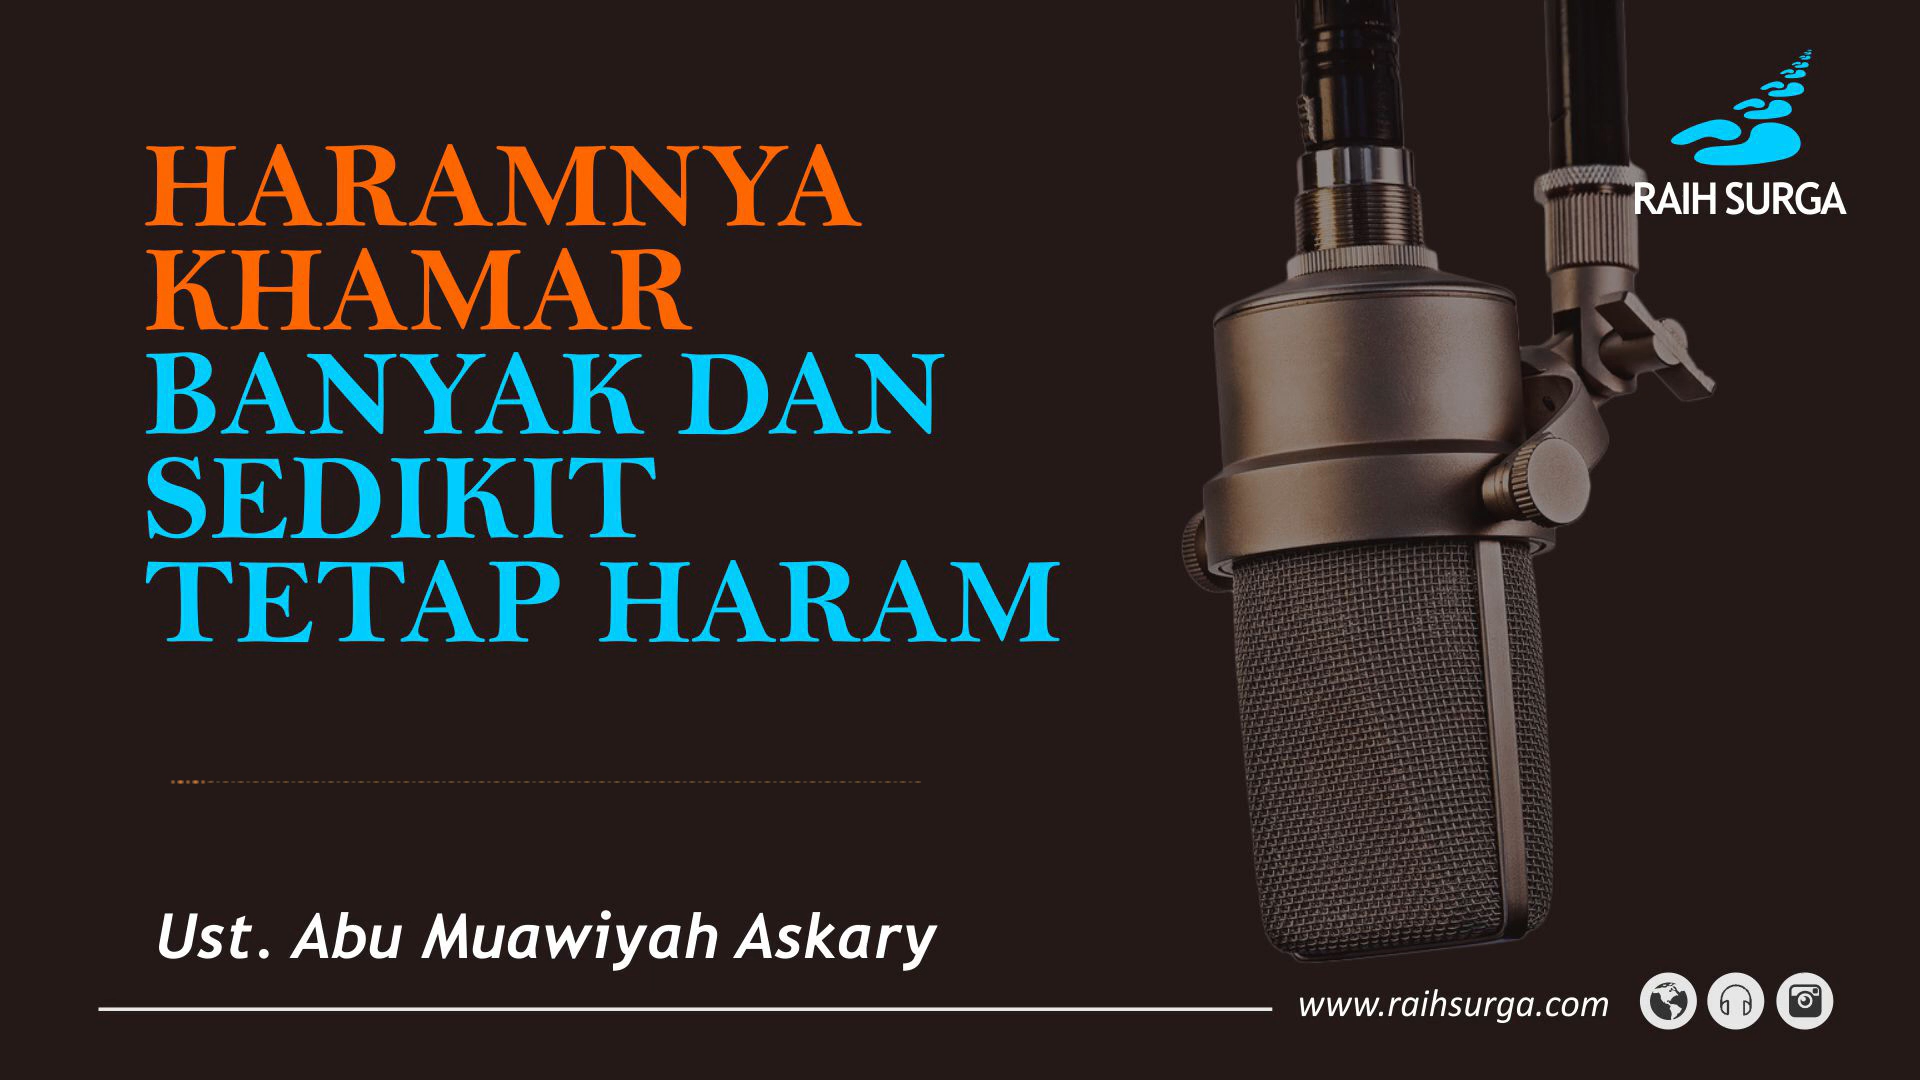 RAIH SURGA
HARAMNYA
KHAMAR
BANYAK DAN
SEDIKIT
TETAP HARAM
Ust. Abu Muawiyah Askary
www.raihsurga.com